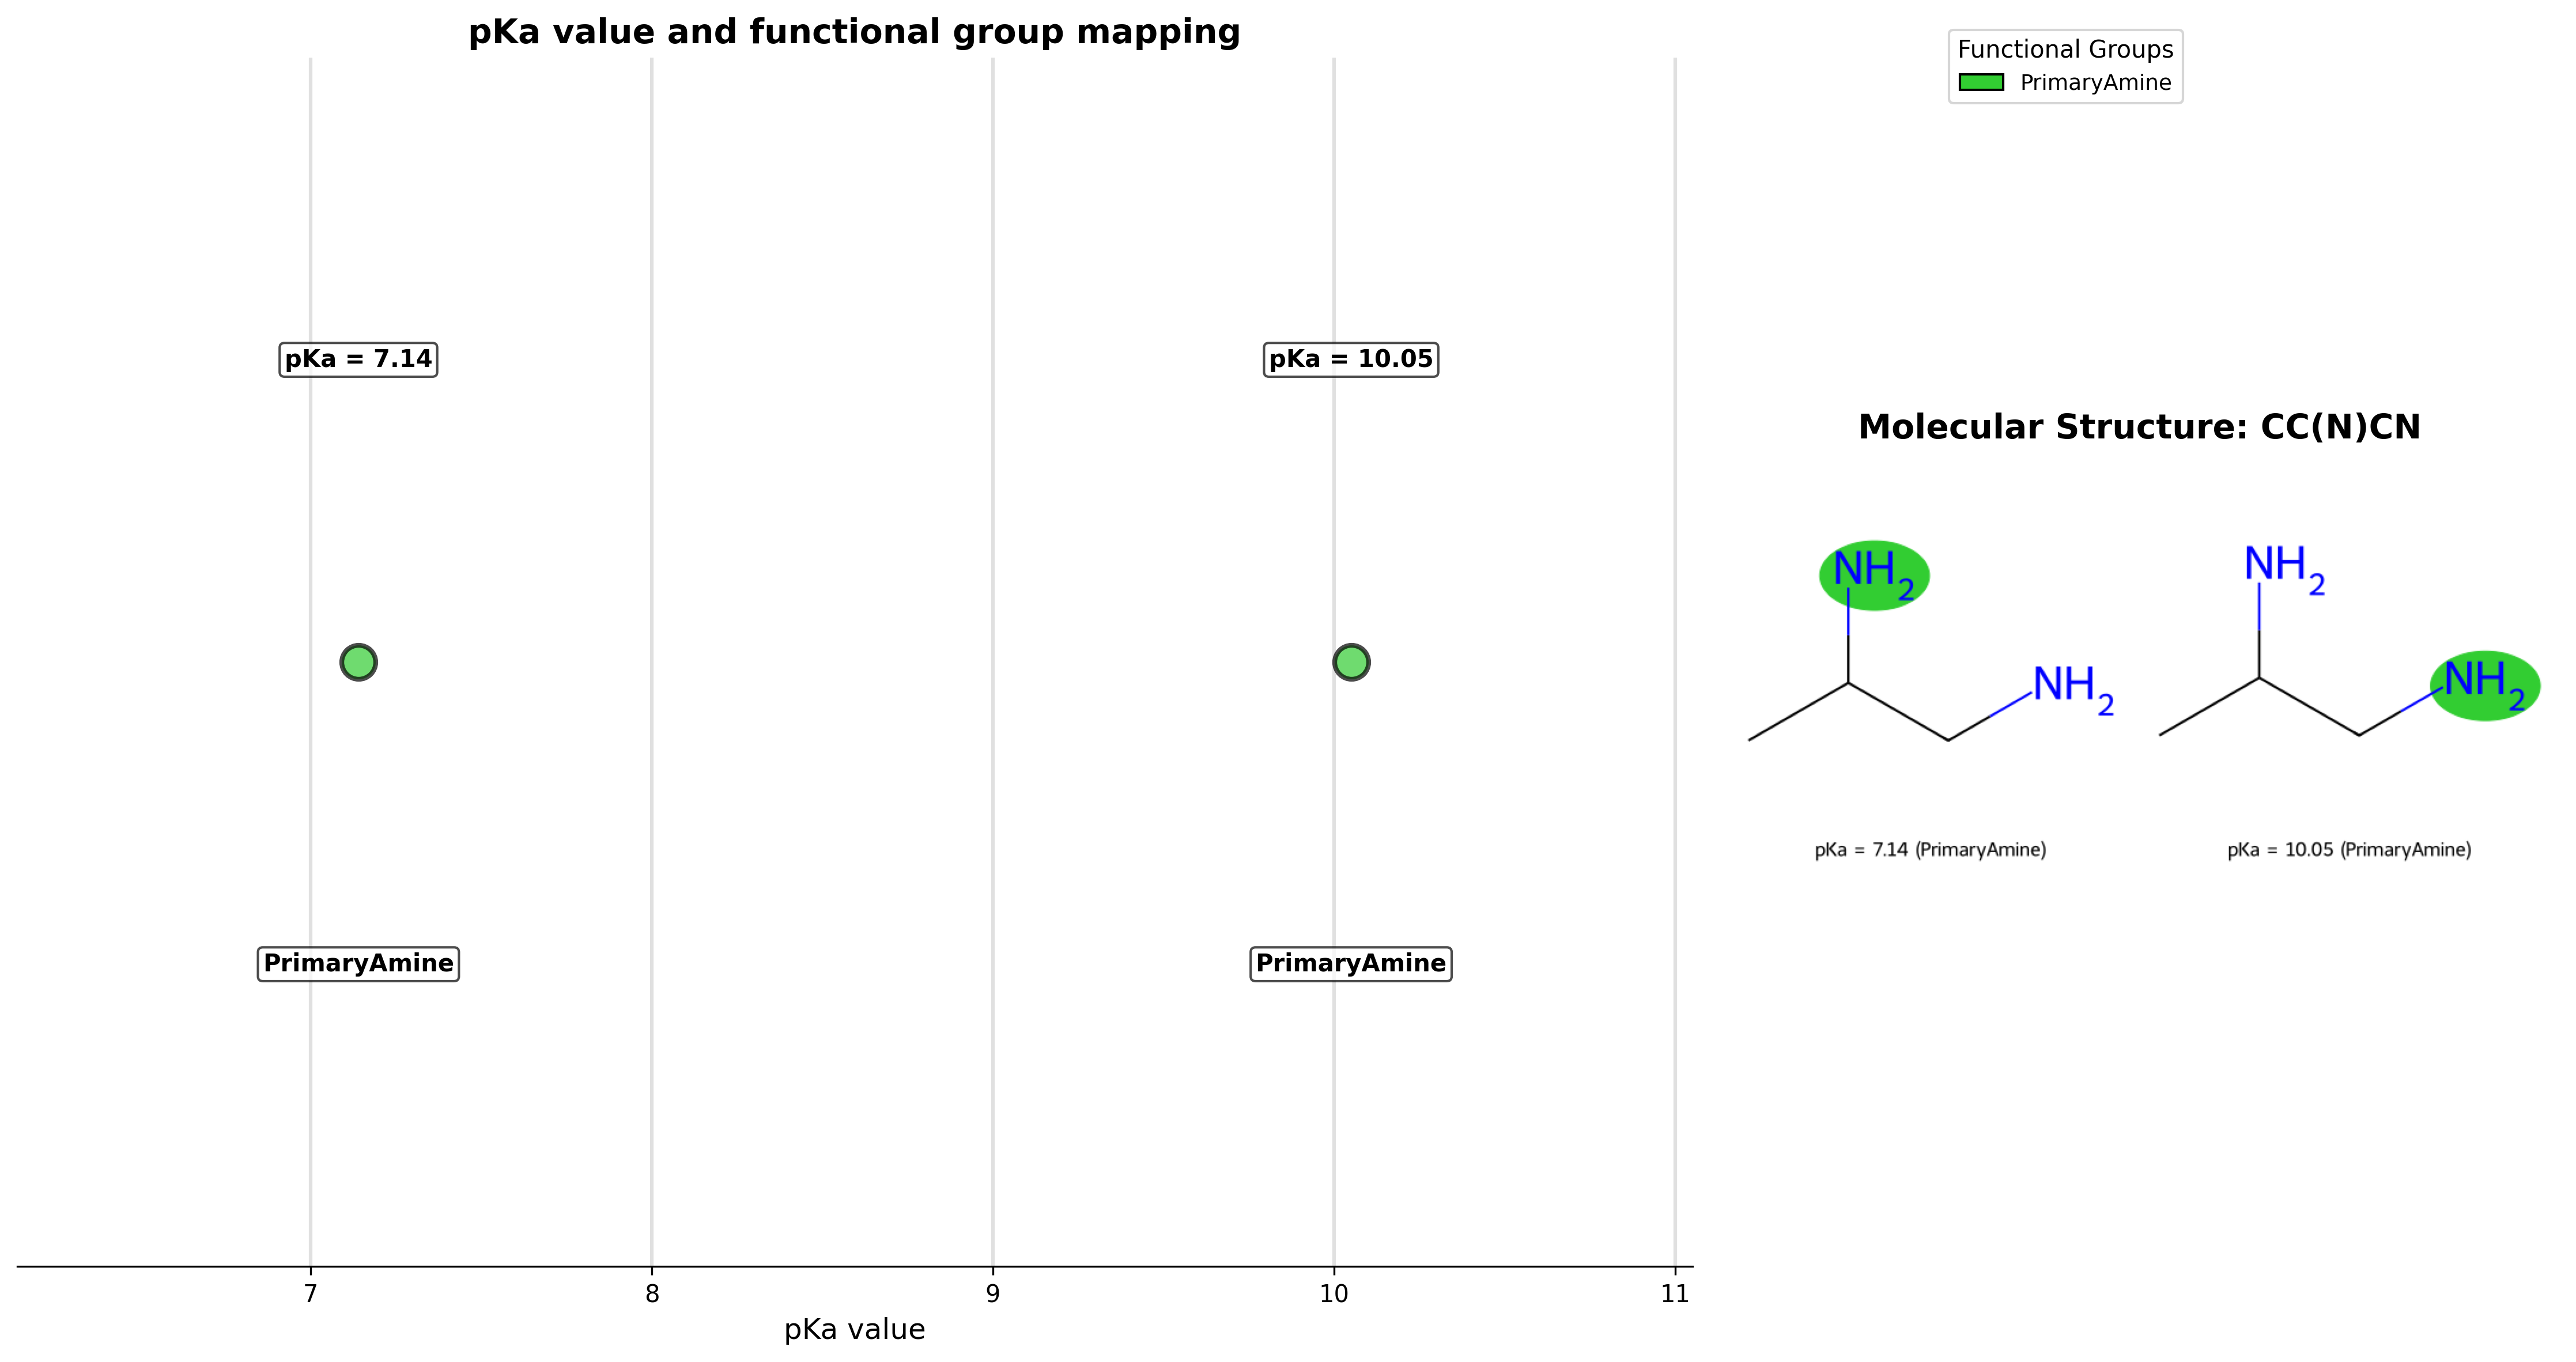 pKa value and functional group mapping
pKa = 7.14
pKa = 10.05
PrimaryAmine
PrimaryAmine
7
8
9
10
11
pKa value
Functional Groups
PrimaryAmine
Molecular Structure: CC(N)CN
NH2
NH2
NH2
NH2
pKa = 7.14 (PrimaryAmine)
pKa = 10.05 (PrimaryAmine)